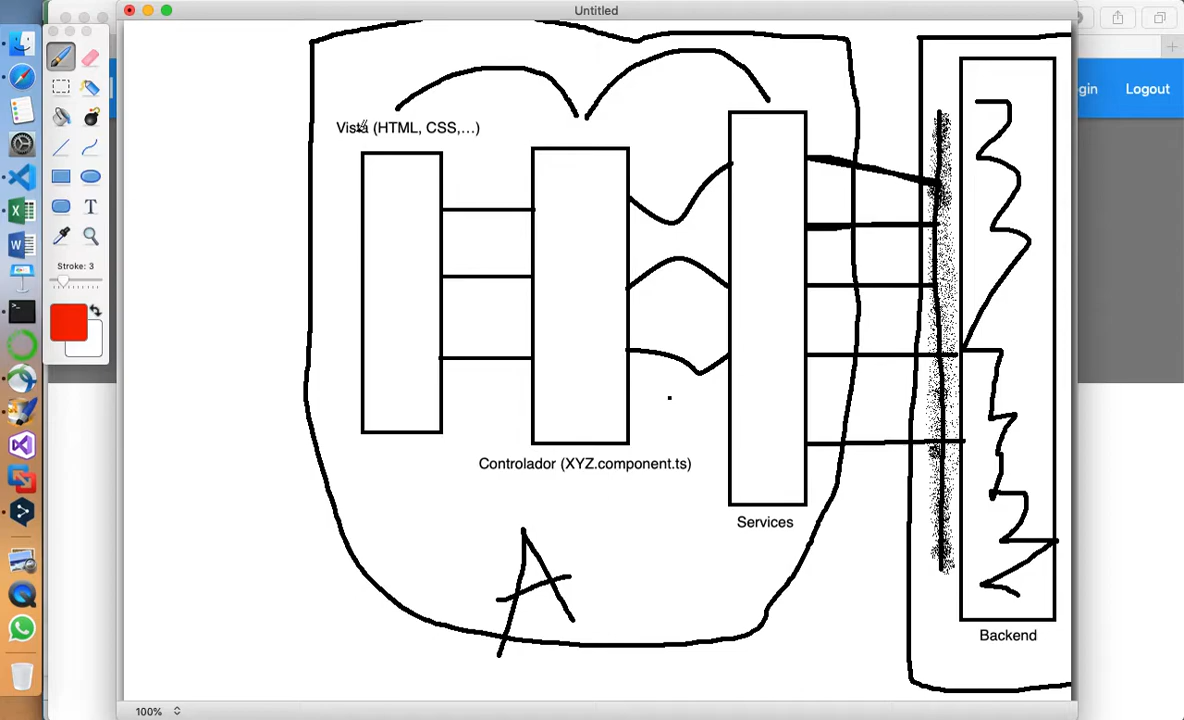 Untitled
gin
Logout
Vista (HTML, CSS,...)
Stroke: 3
Controlador (XYZ.component.ts)
Services
A
Backend
100%